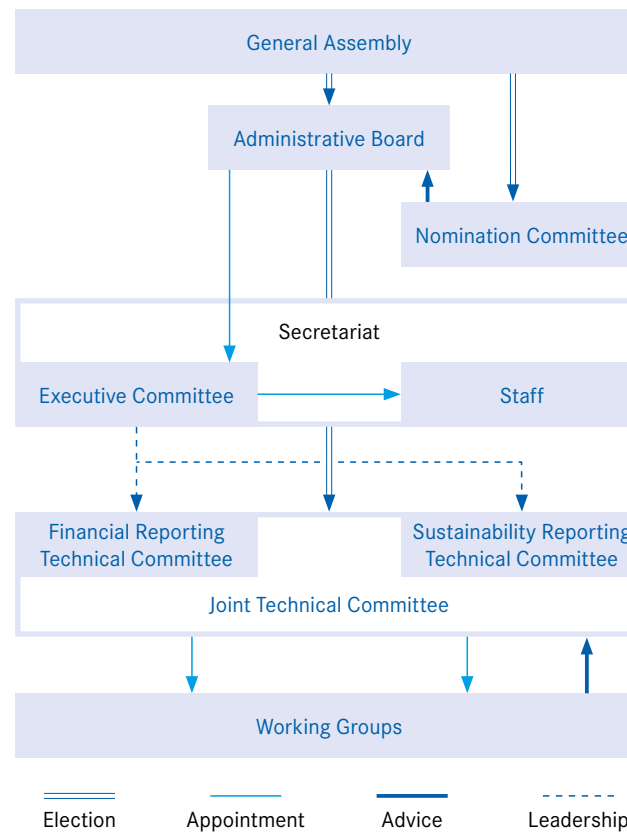 General Assembly
Administrative Board
Nomination Committee
Secretariat
Executive Committee
Staff
Financial Reporting
Technical Committee
Sustainability Reporting
Technical Committee
Joint Technical Committee
Working Groups
Election
Appointment
Advice
Leadership